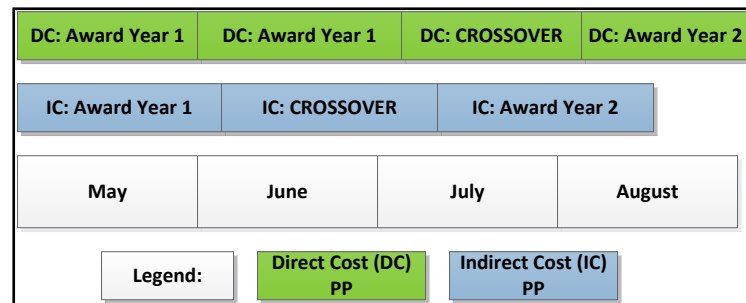 DC: Award Year 1 DC: Award Year 1 DC: CROSSOVER DC: Award Year 2
IC: Award Year 1 IC: CROSSOVER IC: Award Year 2
May June July August
Legend: Direct Cost (DC) PP Indirect Cost (IC) PP